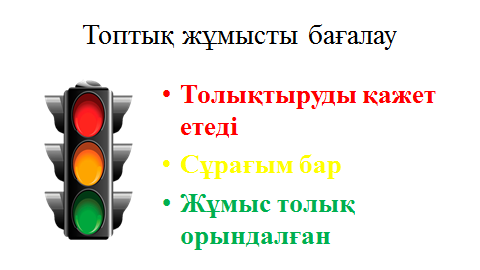 Топтық жұмысты бағалау
• Толықтыруды қажет
етеді
• Сұрағым бар
• Жұмыс толық
орындалған